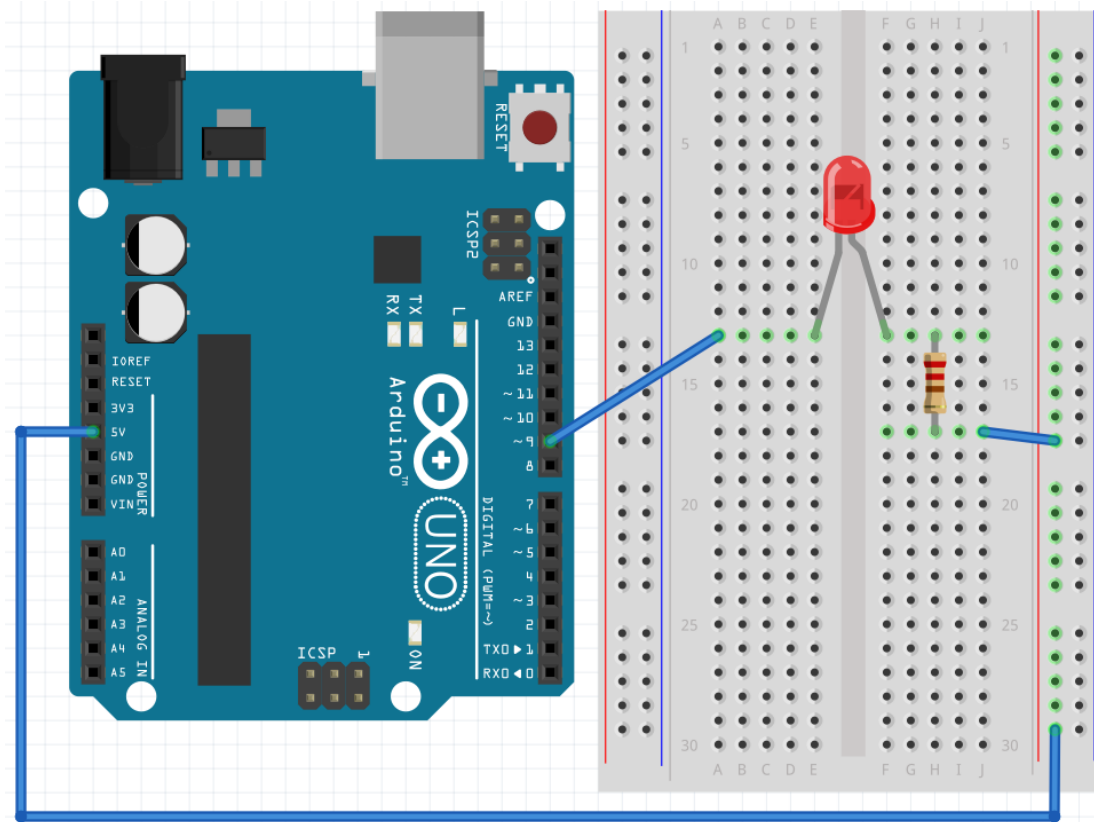 A B C D E F G H I J
1 1
5 5
10 10
15 15
20 20
25 25
30 30
A B C D E F G H I J
RESET
ICSP2
AREF
GND
13
12
~11
~10
~9
8
7
~6
~5
4
~3
2
TX0▶1
RX0◀0
DIGITAL (PWM=~)
RX TX L
IOREF
RESET
3V3
5V
GND
GND
VIN
POWER
A0
A1
A2
A3
A4
A5
ANALOG IN
Arduino™
UNO
ON
ICSP 1